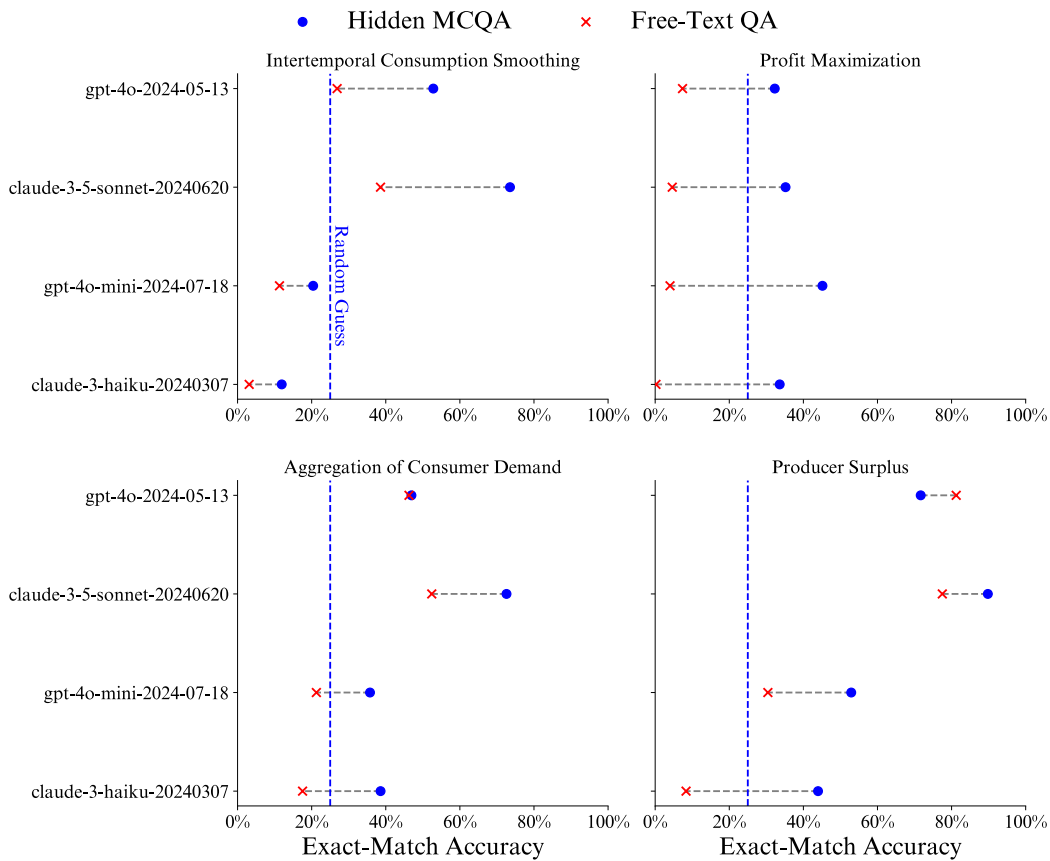 Hidden MCQA Free-Text QA
Intertemporal Consumption Smoothing
Profit Maximization
gpt-4o-2024-05-13
claude-3-5-sonnet-20240620
gpt-4o-mini-2024-07-18
claude-3-haiku-20240307
Random Guess
0% 20% 40% 60% 80% 100%
0% 20% 40% 60% 80% 100%
Aggregation of Consumer Demand
Producer Surplus
gpt-4o-2024-05-13
claude-3-5-sonnet-20240620
gpt-4o-mini-2024-07-18
claude-3-haiku-20240307
0% 20% 40% 60% 80% 100%
0% 20% 40% 60% 80% 100%
Exact-Match Accuracy
Exact-Match Accuracy